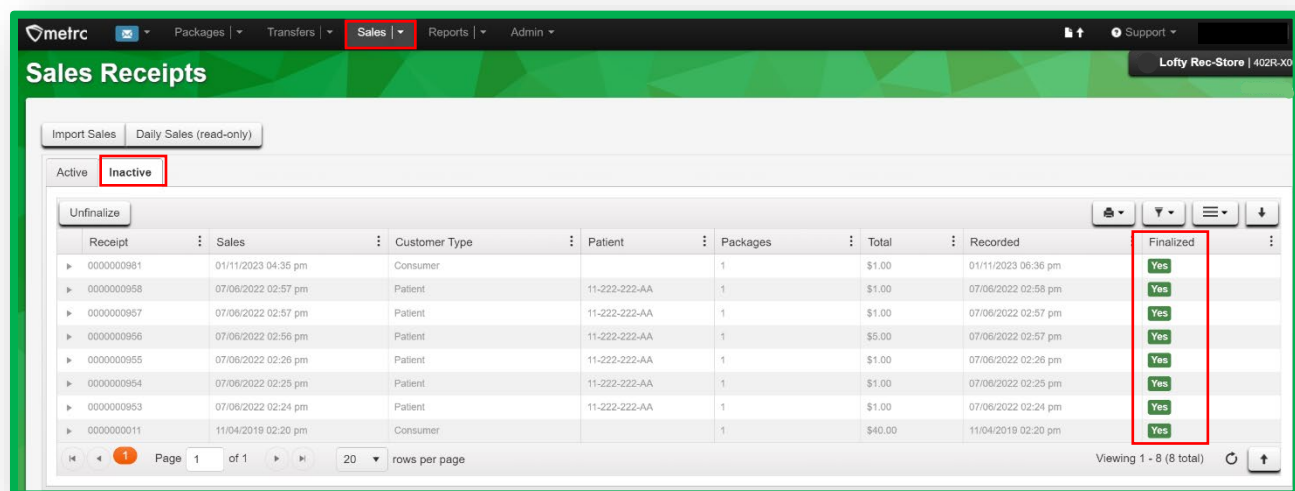 metrc Packages | Transfers | Sales | Reports | Admin Support
Sales Receipts Lofty Rec-Store | 402R-X0
Import Sales Daily Sales (read-only)
Active Inactive
Unfinalize
Receipt Sales Customer Type Patient Packages Total Recorded Finalized
0000000981 01/11/2023 04:35 pm Consumer 1 $1.00 01/11/2023 06:36 pm Yes
0000000958 07/06/2022 02:57 pm Patient 11-222-222-AA 1 $1.00 07/06/2022 02:58 pm Yes
0000000957 07/06/2022 02:57 pm Patient 11-222-222-AA 1 $1.00 07/06/2022 02:57 pm Yes
0000000956 07/06/2022 02:56 pm Patient 11-222-222-AA 1 $5.00 07/06/2022 02:57 pm Yes
0000000955 07/06/2022 02:26 pm Patient 11-222-222-AA 1 $1.00 07/06/2022 02:26 pm Yes
0000000954 07/06/2022 02:25 pm Patient 11-222-222-AA 1 $1.00 07/06/2022 02:25 pm Yes
0000000953 07/06/2022 02:24 pm Patient 11-222-222-AA 1 $1.00 07/06/2022 02:24 pm Yes
0000000011 11/04/2019 02:20 pm Consumer 1 $40.00 11/04/2019 02:20 pm Yes
1 Page 1 of 1 20 rows per page Viewing 1 - 8 (8 total)